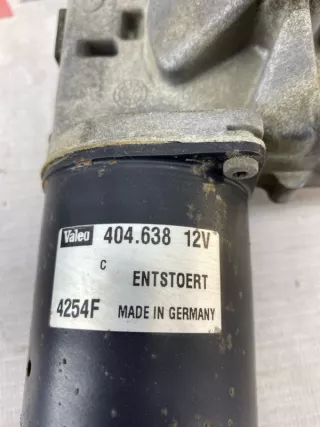 Valeo 404.638 12V
C
ENTSTOERT
4254F MADE IN GERMANY